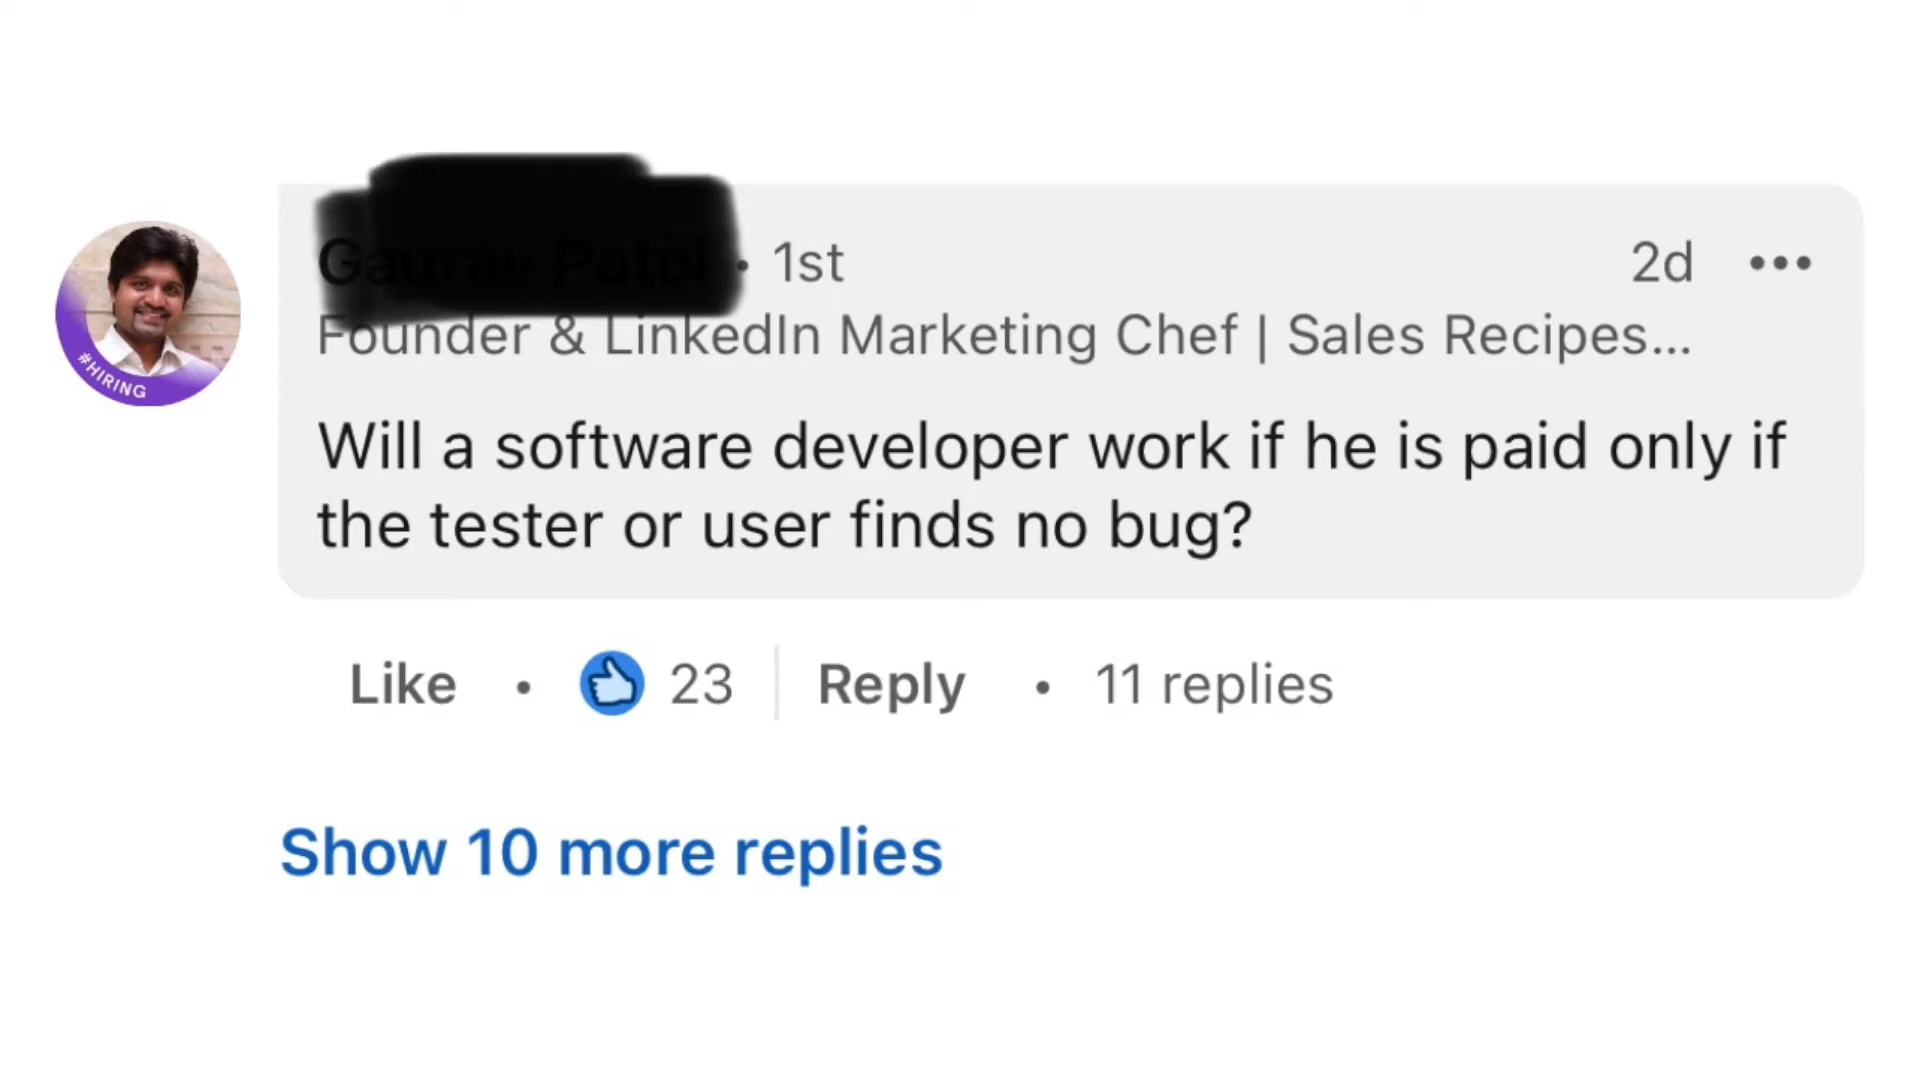 • 1st
2d •••
Founder & LinkedIn Marketing Chef | Sales Recipes...
#HIRING
Will a software developer work if he is paid only if
the tester or user finds no bug?
Like • 23 Reply • 11 replies
Show 10 more replies